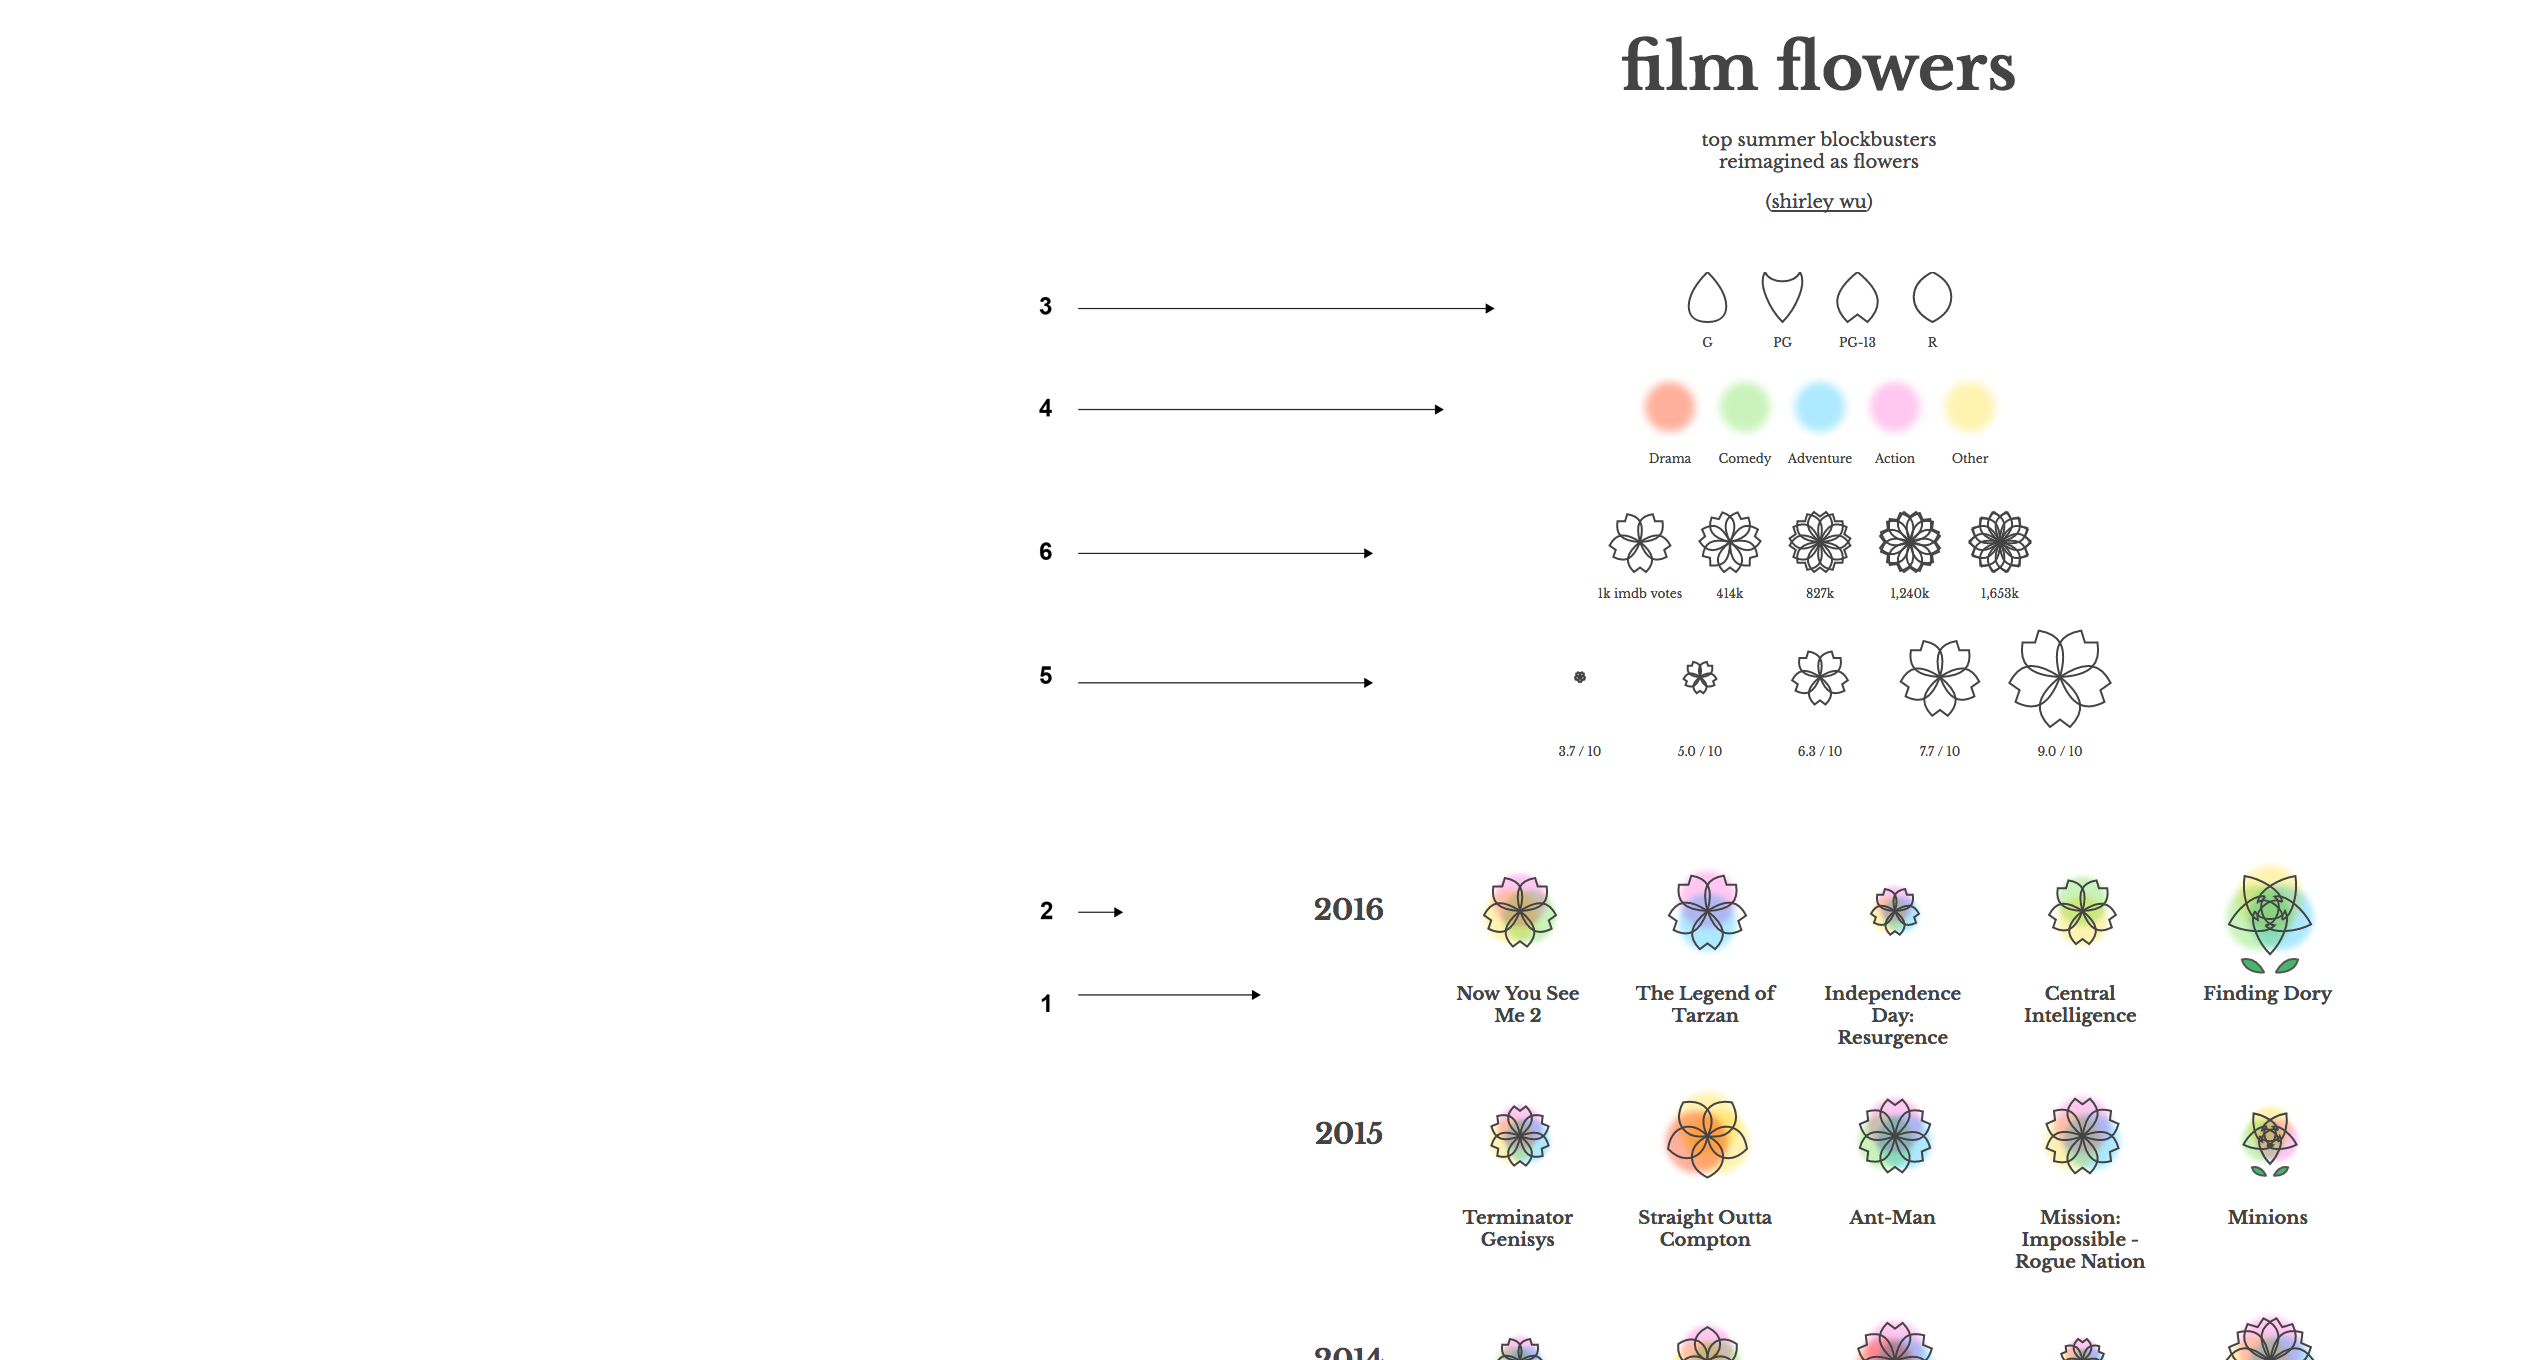 film flowers
top summer blockbusters
reimagined as flowers
(shirley wu)
3
G PG PG-13 R
4
Drama Comedy Adventure Action Other
6
1k imdb votes 414k 827k 1,240k 1,653k
5
3.7 / 10 5.0 / 10 6.3 / 10 7.7 / 10 9.0 / 10
2 2016
1
Now You See
Me 2
The Legend of
Tarzan
Independence
Day:
Resurgence
Central
Intelligence
Finding Dory
2015
Terminator
Genisys
Straight Outta
Compton
Ant-Man
Mission:
Impossible -
Rogue Nation
Minions
2014